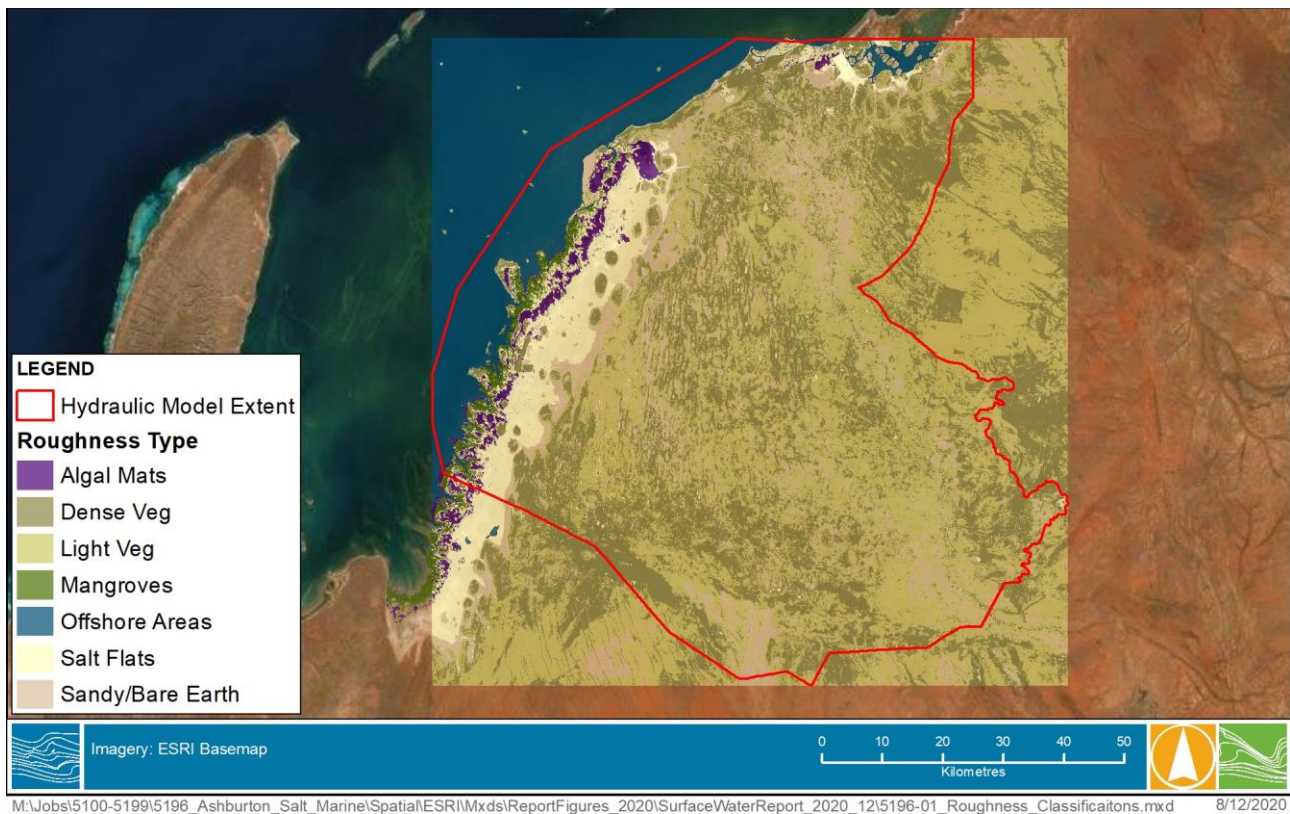 LEGEND
Hydraulic Model Extent
Roughness Type
Algal Mats
Dense Veg
Light Veg
Mangroves
Offshore Areas
Salt Flats
Sandy/Bare Earth
Imagery: ESRI Basemap
0 10 20 30 40 50
Kilometres
M:\Jobs\5100-5199\5196_Ashburton_Salt_Marine\Spatial\ESRI\Mxds\ReportFigures_2020\SurfaceWaterReport_2020_12\5196-01_Roughness_Classificaitons.mxd 8/12/2020